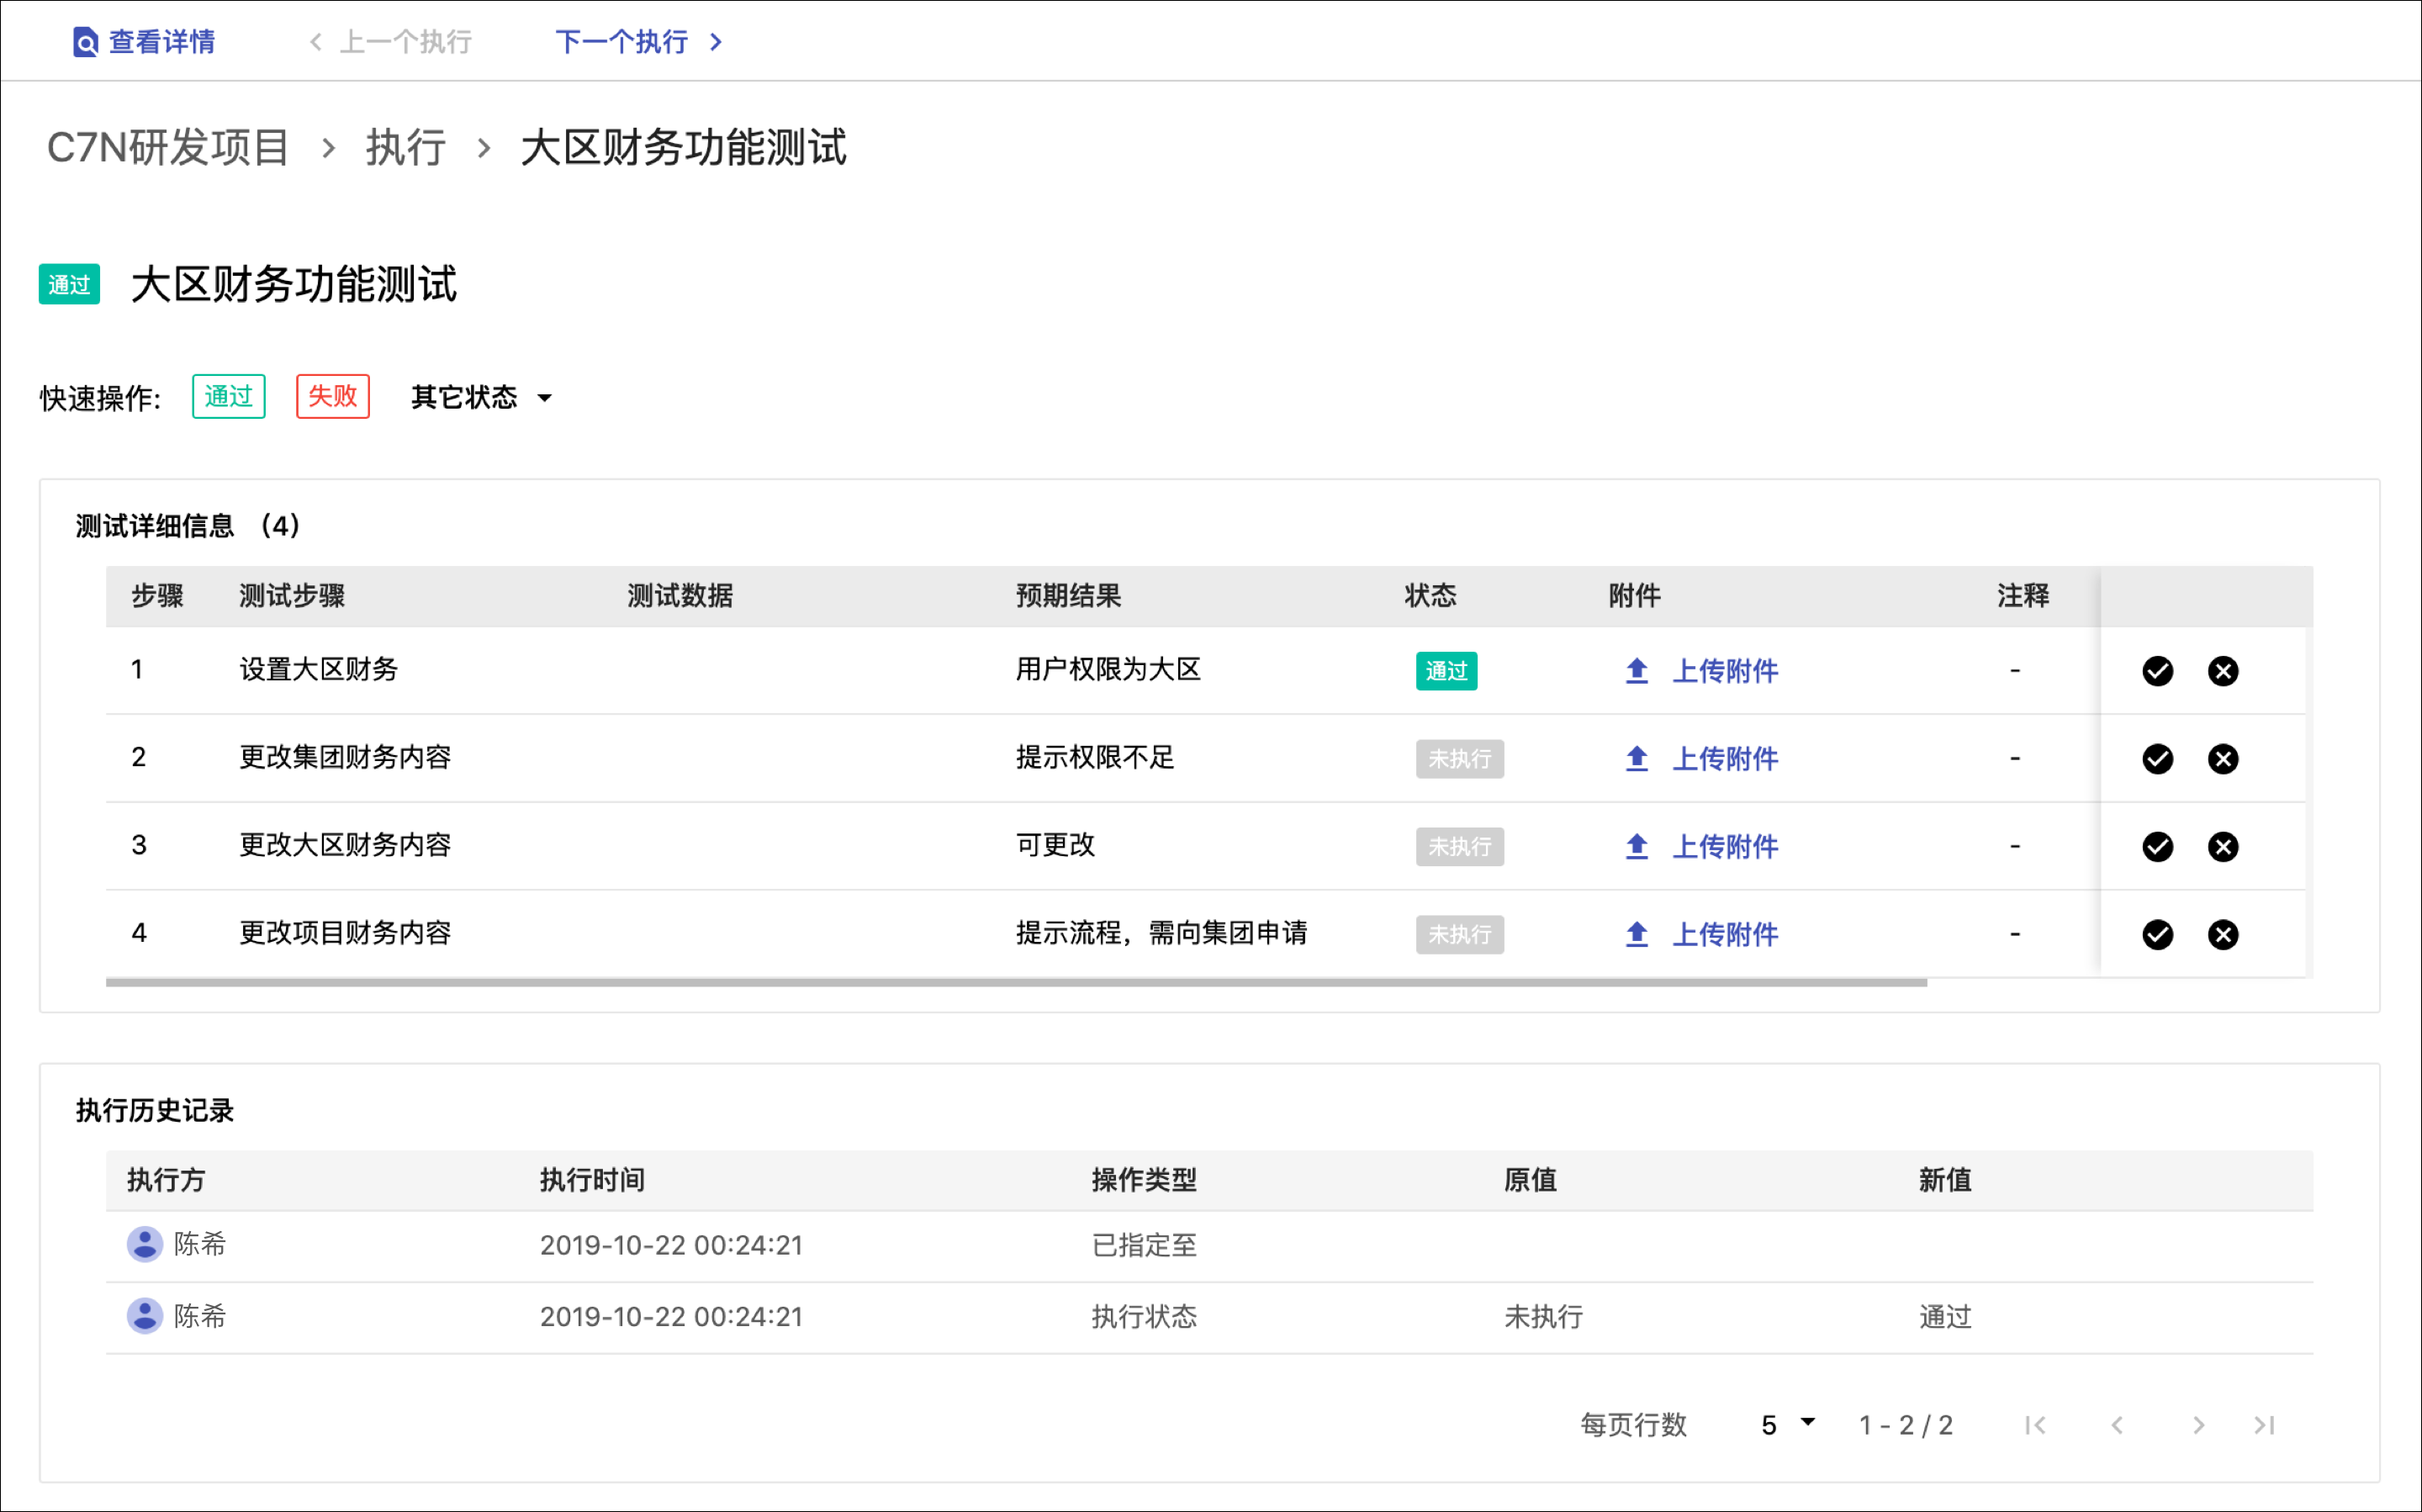 查看详情 上一个执行 下一个执行
C7N研发项目 › 执行 › 大区财务功能测试
通过 大区财务功能测试
快速操作: 通过 失败 其它状态
测试详细信息 （4）
步骤 测试步骤 测试数据 预期结果 状态 附件 注释
1 设置大区财务 用户权限为大区 通过 上传附件 -
2 更改集团财务内容 提示权限不足 未执行 上传附件 -
3 更改大区财务内容 可更改 未执行 上传附件 -
4 更改项目财务内容 提示流程，需向集团申请 未执行 上传附件 -
执行历史记录
执行方 执行时间 操作类型 原值 新值
陈希 2019-10-22 00:24:21 已指定至
陈希 2019-10-22 00:24:21 执行状态 未执行 通过
每页行数 5 1 - 2 / 2